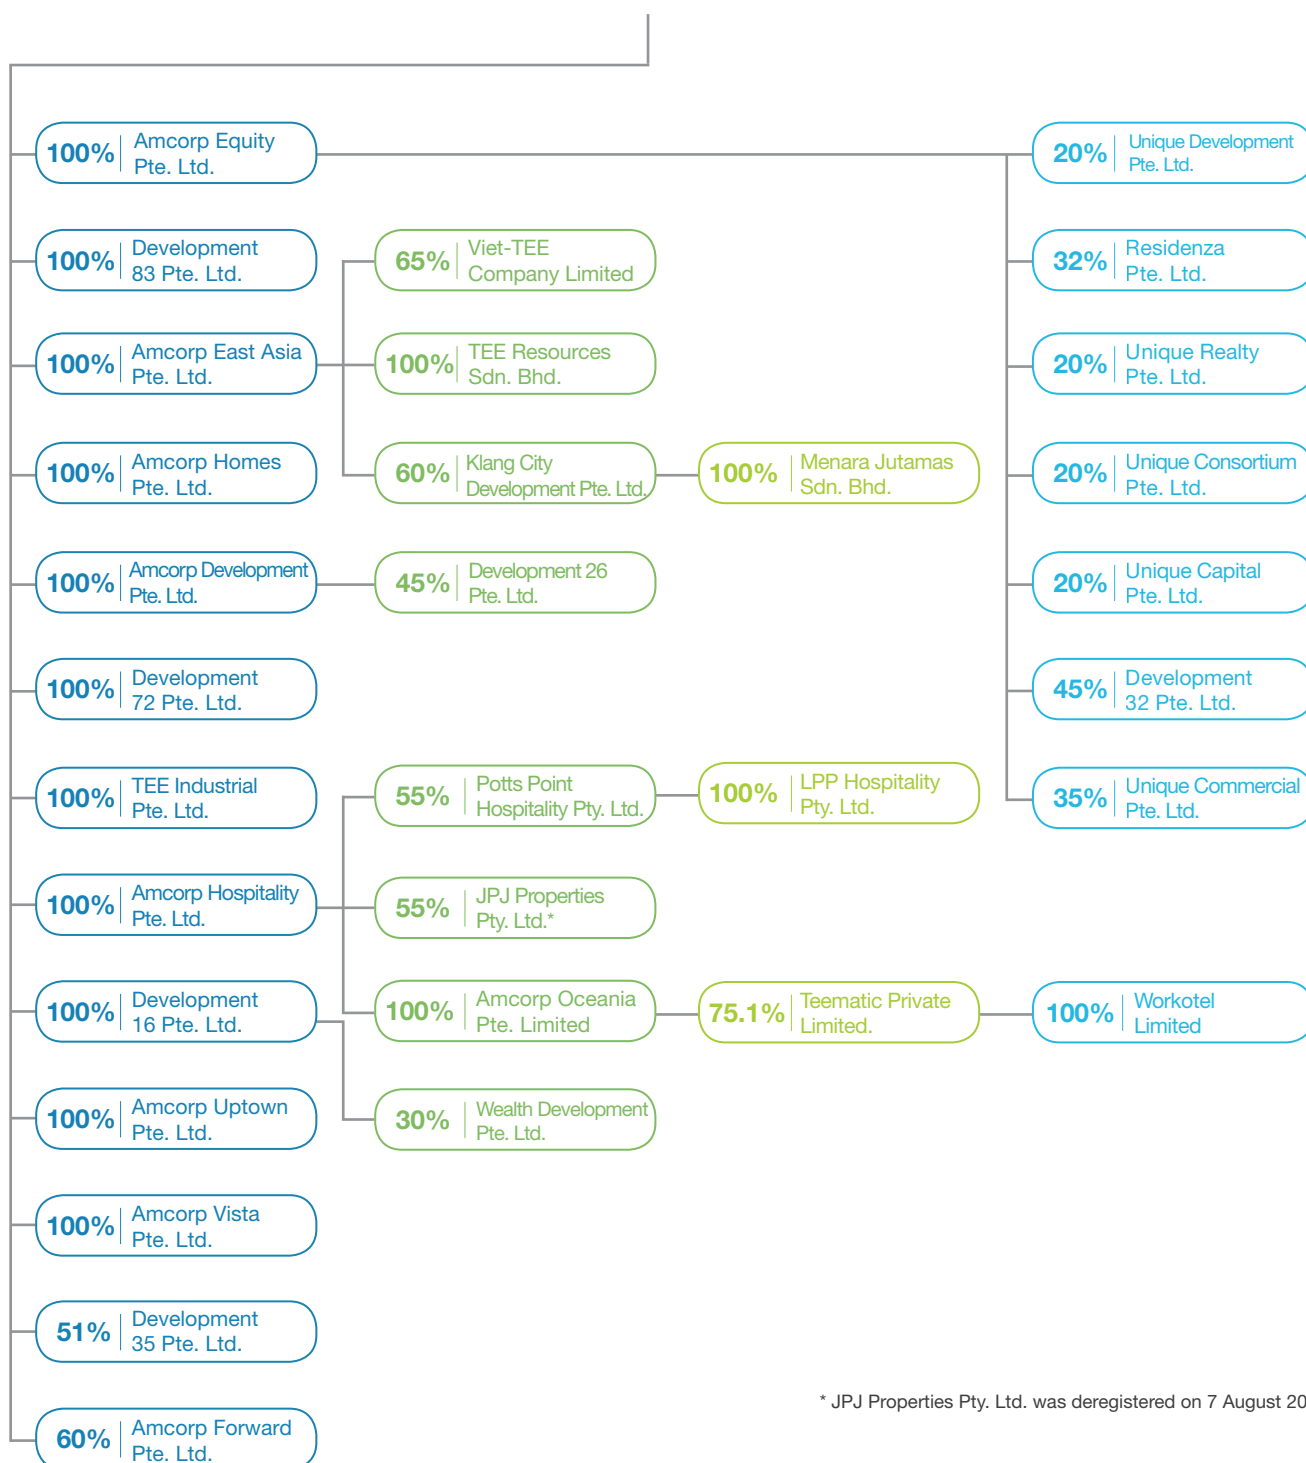 100% Amcorp Equity
Pte. Ltd.
20% Unique Development
Pte. Ltd.
100% Development
83 Pte. Ltd.
65% Viet-TEE
Company Limited
32% Residenza
Pte. Ltd.
100% Amcorp East Asia
Pte. Ltd.
100% TEE Resources
Sdn. Bhd.
20% Unique Realty
Pte. Ltd.
100% Amcorp Homes
Pte. Ltd.
60% Klang City
Development Pte. Ltd.
100% Menara Jutamas
Sdn. Bhd.
20% Unique Consortium
Pte. Ltd.
100% Amcorp Development
Pte. Ltd.
45% Development 26
Pte. Ltd.
20% Unique Capital
Pte. Ltd.
100% Development
72 Pte. Ltd.
45% Development
32 Pte. Ltd.
100% TEE Industrial
Pte. Ltd.
55% Potts Point
Hospitality Pty. Ltd.
100% LPP Hospitality
Pty. Ltd.
35% Unique Commercial
Pte. Ltd.
100% Amcorp Hospitality
Pte. Ltd.
55% JPJ Properties
Pty. Ltd.*
100% Development
16 Pte. Ltd.
100% Amcorp Oceania
Pte. Limited
75.1% Teematic Private
Limited.
100% Workotel
Limited
100% Amcorp Uptown
Pte. Ltd.
30% Wealth Development
Pte. Ltd.
100% Amcorp Vista
Pte. Ltd.
51% Development
35 Pte. Ltd.
60% Amcorp Forward
Pte. Ltd.
* JPJ Properties Pty. Ltd. was deregistered on 7 August 20